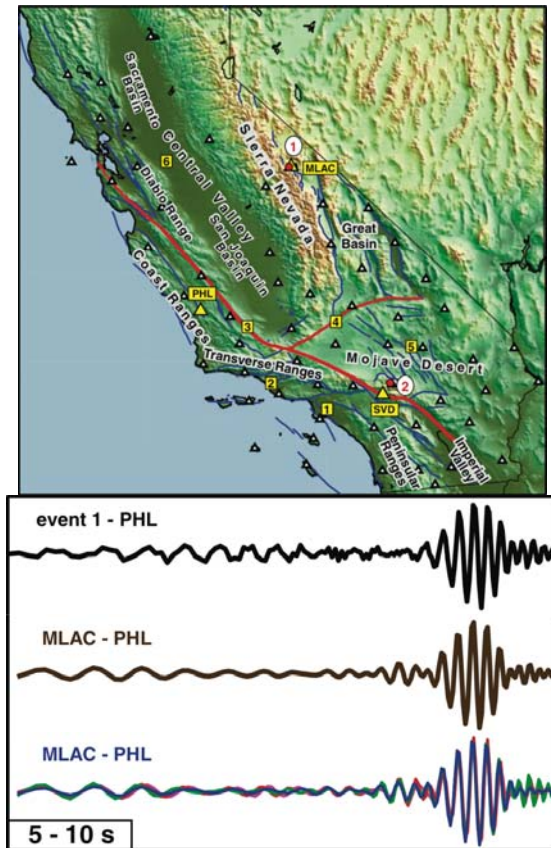 Sacramento
Basin
Central Valley
San Joaquin
Basin
Sierra Nevada
1
MLAC
6
Diablo Range
Great
Basin
Coast Ranges
PHL
3
4
5
Transverse Ranges
Mojave Desert
2
2
1
SVD
Peninsular
Ranges
Imperial
Valley
event 1 - PHL
MLAC - PHL
MLAC - PHL
5 - 10 s